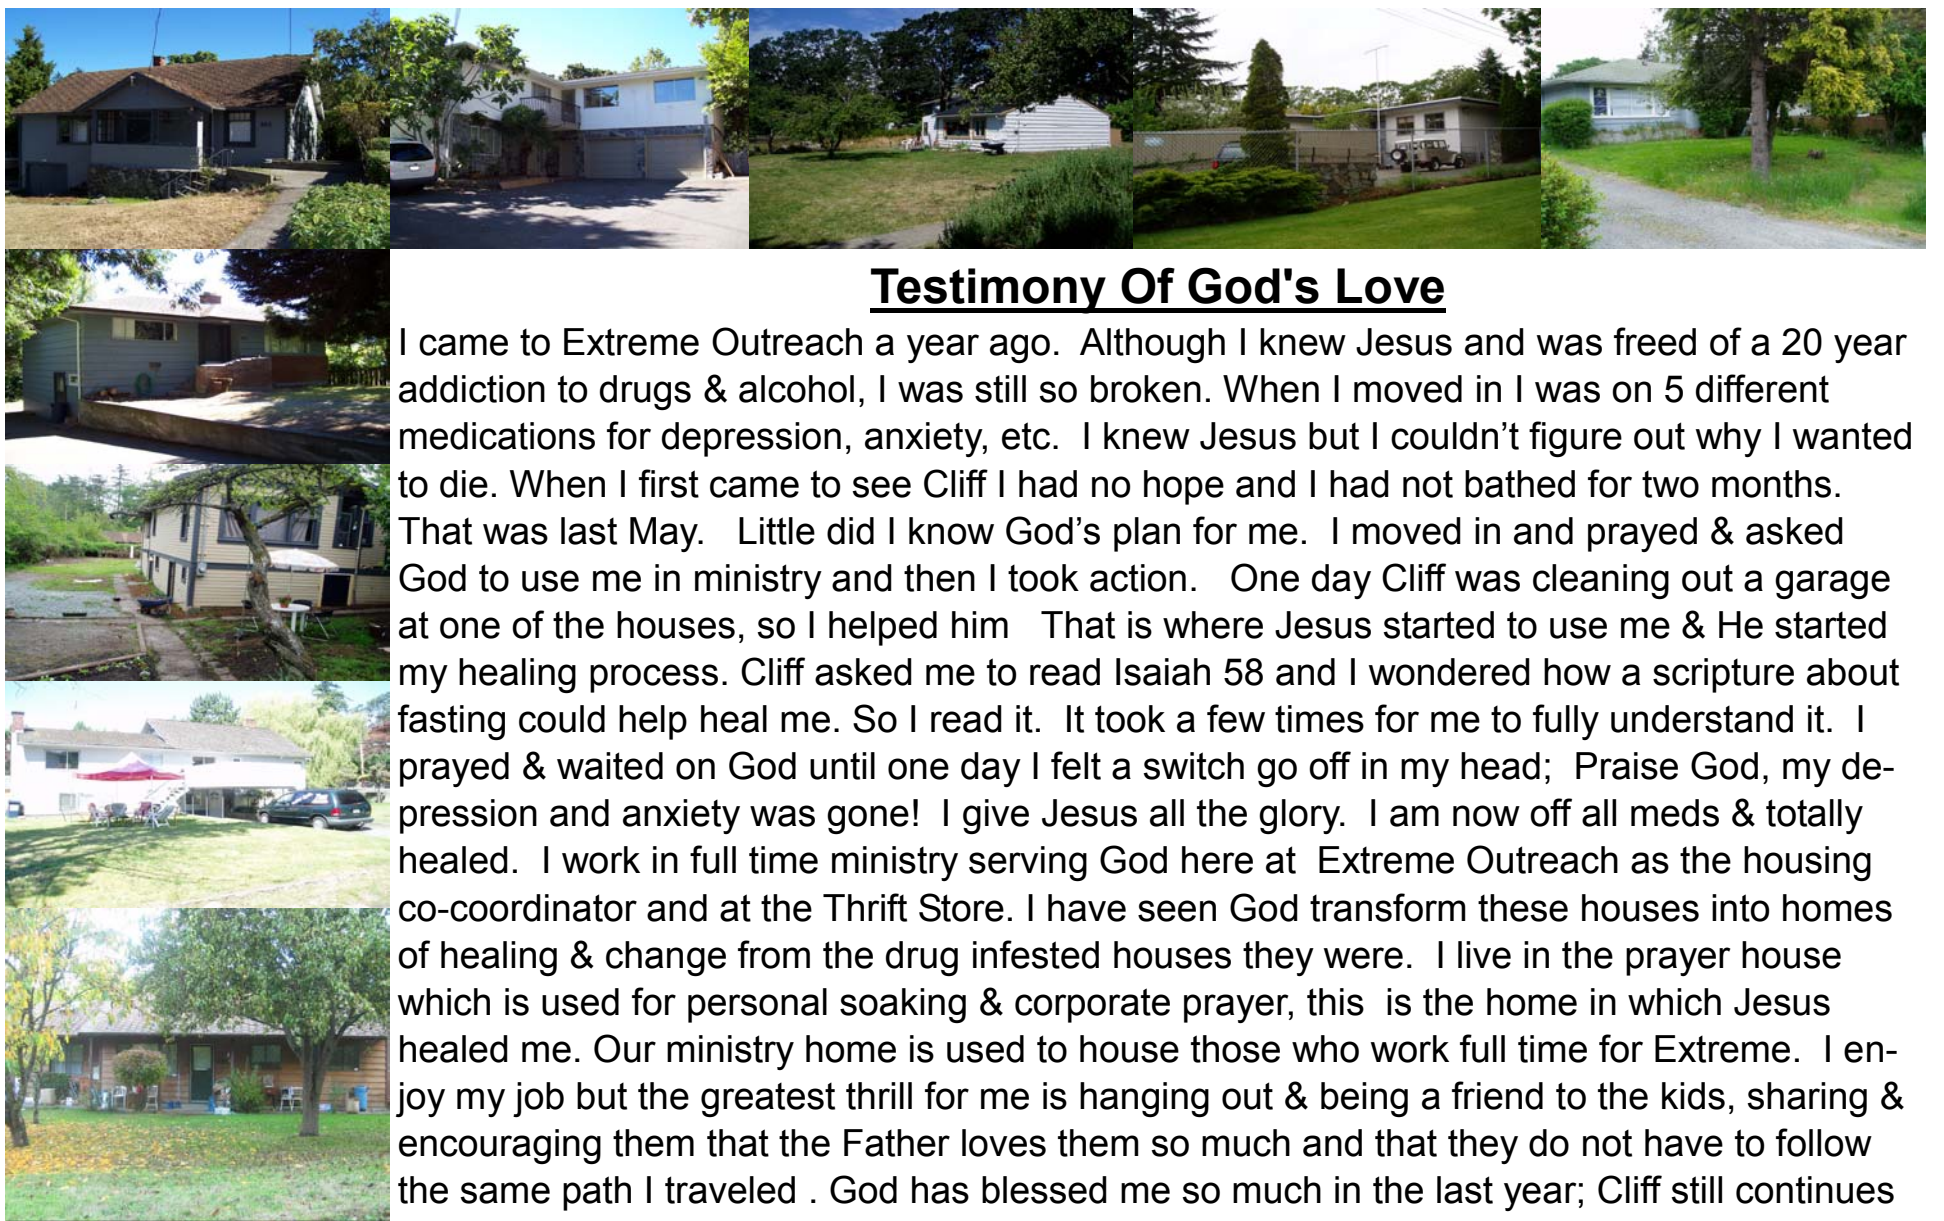 Testimony Of God's Love
I came to Extreme Outreach a year ago.  Although I knew Jesus and was freed of a 20 year
addiction to drugs & alcohol, I was still so broken. When I moved in I was on 5 different
medications for depression, anxiety, etc.  I knew Jesus but I couldn’t figure out why I wanted
to die. When I first came to see Cliff I had no hope and I had not bathed for two months.
That was last May.   Little did I know God’s plan for me.  I moved in and prayed & asked
God to use me in ministry and then I took action.   One day Cliff was cleaning out a garage
at one of the houses, so I helped him   That is where Jesus started to use me & He started
my healing process. Cliff asked me to read Isaiah 58 and I wondered how a scripture about
fasting could help heal me. So I read it.  It took a few times for me to fully understand it.  I
prayed & waited on God until one day I felt a switch go off in my head;  Praise God, my de-
pression and anxiety was gone!  I give Jesus all the glory.  I am now off all meds & totally
healed.  I work in full time ministry serving God here at  Extreme Outreach as the housing
co-coordinator and at the Thrift Store. I have seen God transform these houses into homes
of healing & change from the drug infested houses they were.  I live in the prayer house
which is used for personal soaking & corporate prayer, this  is the home in which Jesus
healed me. Our ministry home is used to house those who work full time for Extreme.  I en-
joy my job but the greatest thrill for me is hanging out & being a friend to the kids, sharing &
encouraging them that the Father loves them so much and that they do not have to follow
the same path I traveled . God has blessed me so much in the last year; Cliff still continues